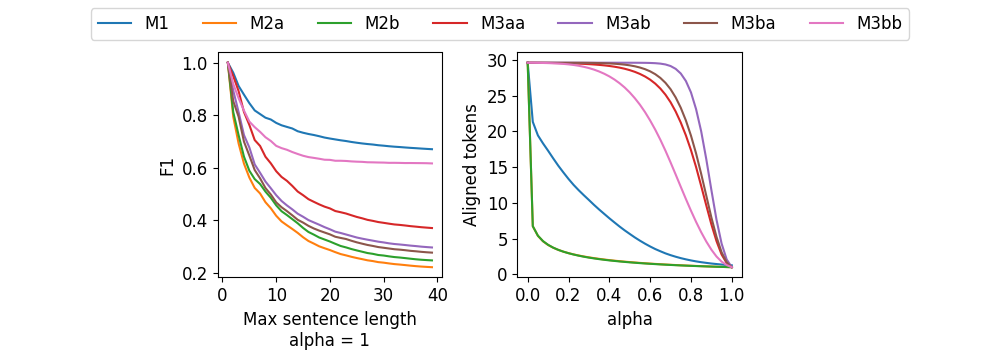 M1 M2a M2b M3aa M3ab M3ba M3bb
F1
1.0
0.8
0.6
0.4
0.2
0 10 20 30 40
Max sentence length
alpha = 1
Aligned tokens
30
25
20
15
10
5
0
0.0 0.2 0.4 0.6 0.8 1.0
alpha